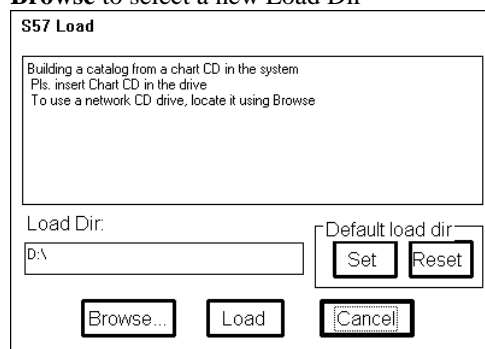 Browse to select a new Load Dir
S57 Load
Building a catalog from a chart CD in the system
Pls. insert Chart CD in the drive
To use a network CD drive, locate it using Browse
Load Dir:
Default load dir
D:\
Set
Reset
Browse...
Load
Cancel